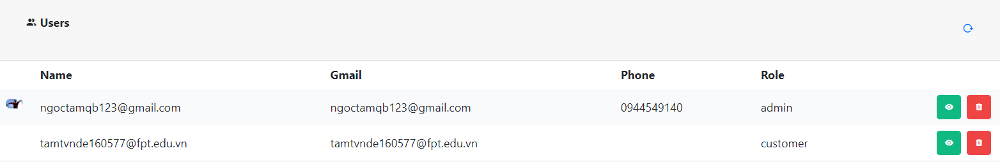 Users
Name Gmail Phone Role
ngoctamqb123@gmail.com ngoctamqb123@gmail.com 0944549140 admin
tamtvnde160577@fpt.edu.vn tamtvnde160577@fpt.edu.vn customer